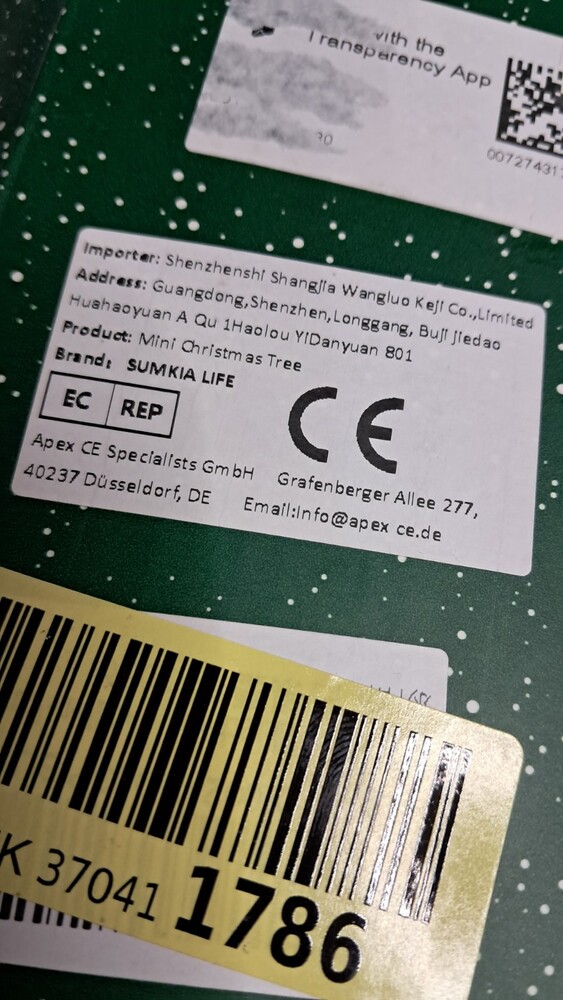 with the
Transparency App
00727431
Importer: Shenzhenshi Shangjia Wangluo Keji Co.,Limited
Address: Guangdong,Shenzhen,Longgang, Buji jiedao
Huahaoyuan A Qu 1Haolou YiDanyuan 801
Product: Mini Christmas Tree
Brand: SUMKIA LIFE
EC REP
CE
Apex CE Specialists GmbH Grafenberger Allee 277,
40237 Düsseldorf, DE Email:Info@apex ce.de
K 37041 1786